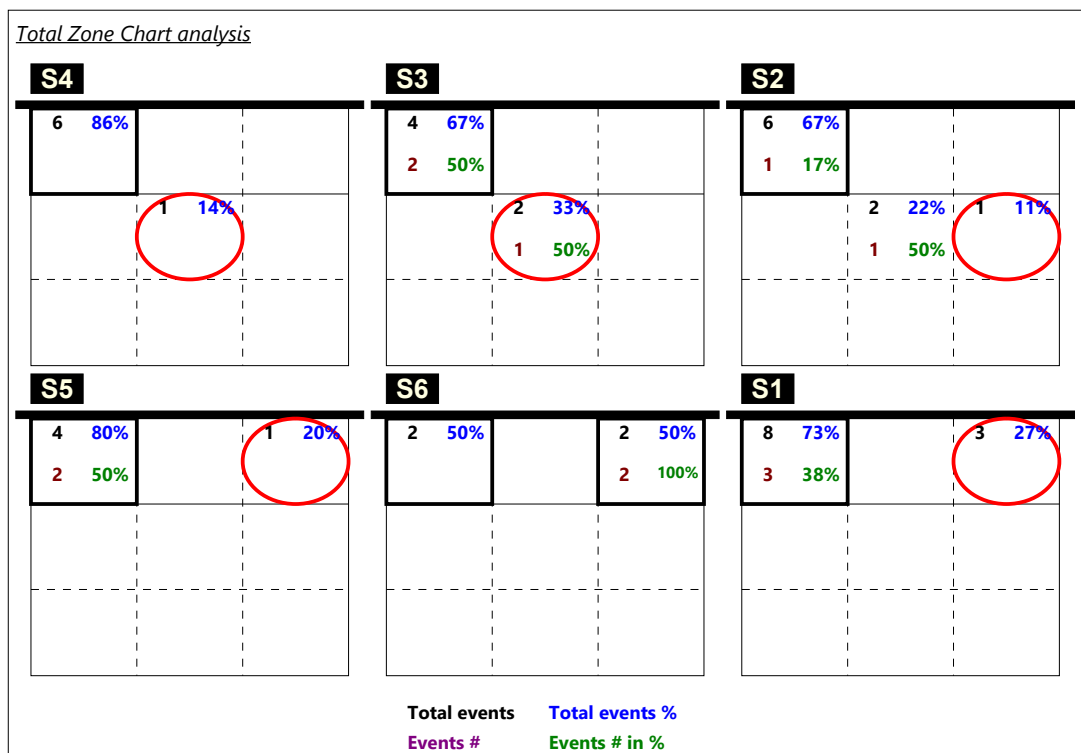 Total Zone Chart analysis
S4 S3 S2
6 86% 4 67% 6 67%
2 50% 1 17%
1 14% 2 33% 2 22% 1 11%
1 50% 1 50%
S5 S6 S1
4 80% 1 20% 2 50% 2 50% 8 73% 3 27%
2 50% 2 100% 3 38%
Total events Total events %
Events # Events # in %